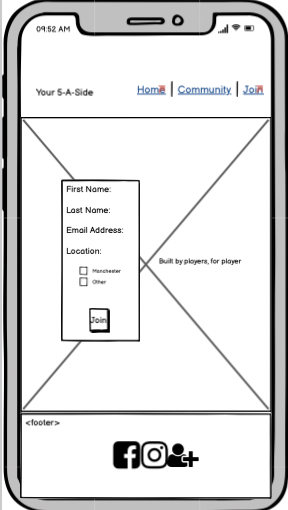 09:52 AM
Your 5-A-Side
Home | Community | Join
First Name:
Last Name:
Email Address:
Location:
Manchester
Other
Join
Built by players, for player
<footer>